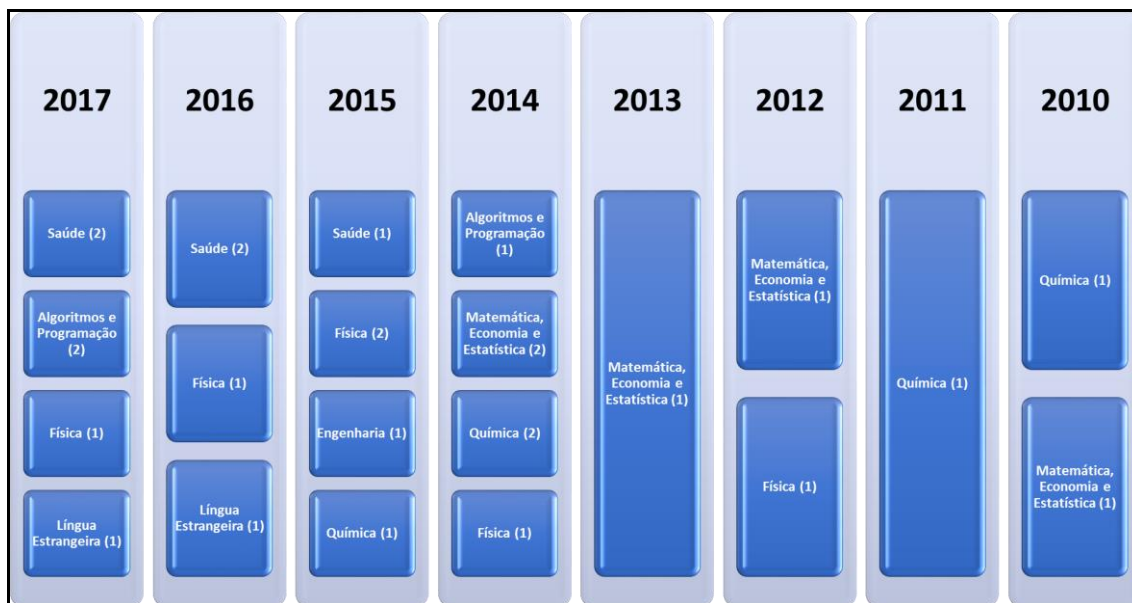 2017
Saúde (2)
Algoritmos e
Programação
(2)
Física (1)
Língua
Estrangeira (1)
2016
Saúde (2)
Física (1)
Língua
Estrangeira (1)
2015
Saúde (1)
Física (2)
Engenharia (1)
Química (1)
2014
Algoritmos e
Programação
(1)
Matemática,
Economia e
Estatística (2)
Química (2)
Física (1)
2013
Matemática,
Economia e
Estatística (1)
2012
Matemática,
Economia e
Estatística (1)
Física (1)
2011
Química (1)
2010
Química (1)
Matemática,
Economia e
Estatística (1)